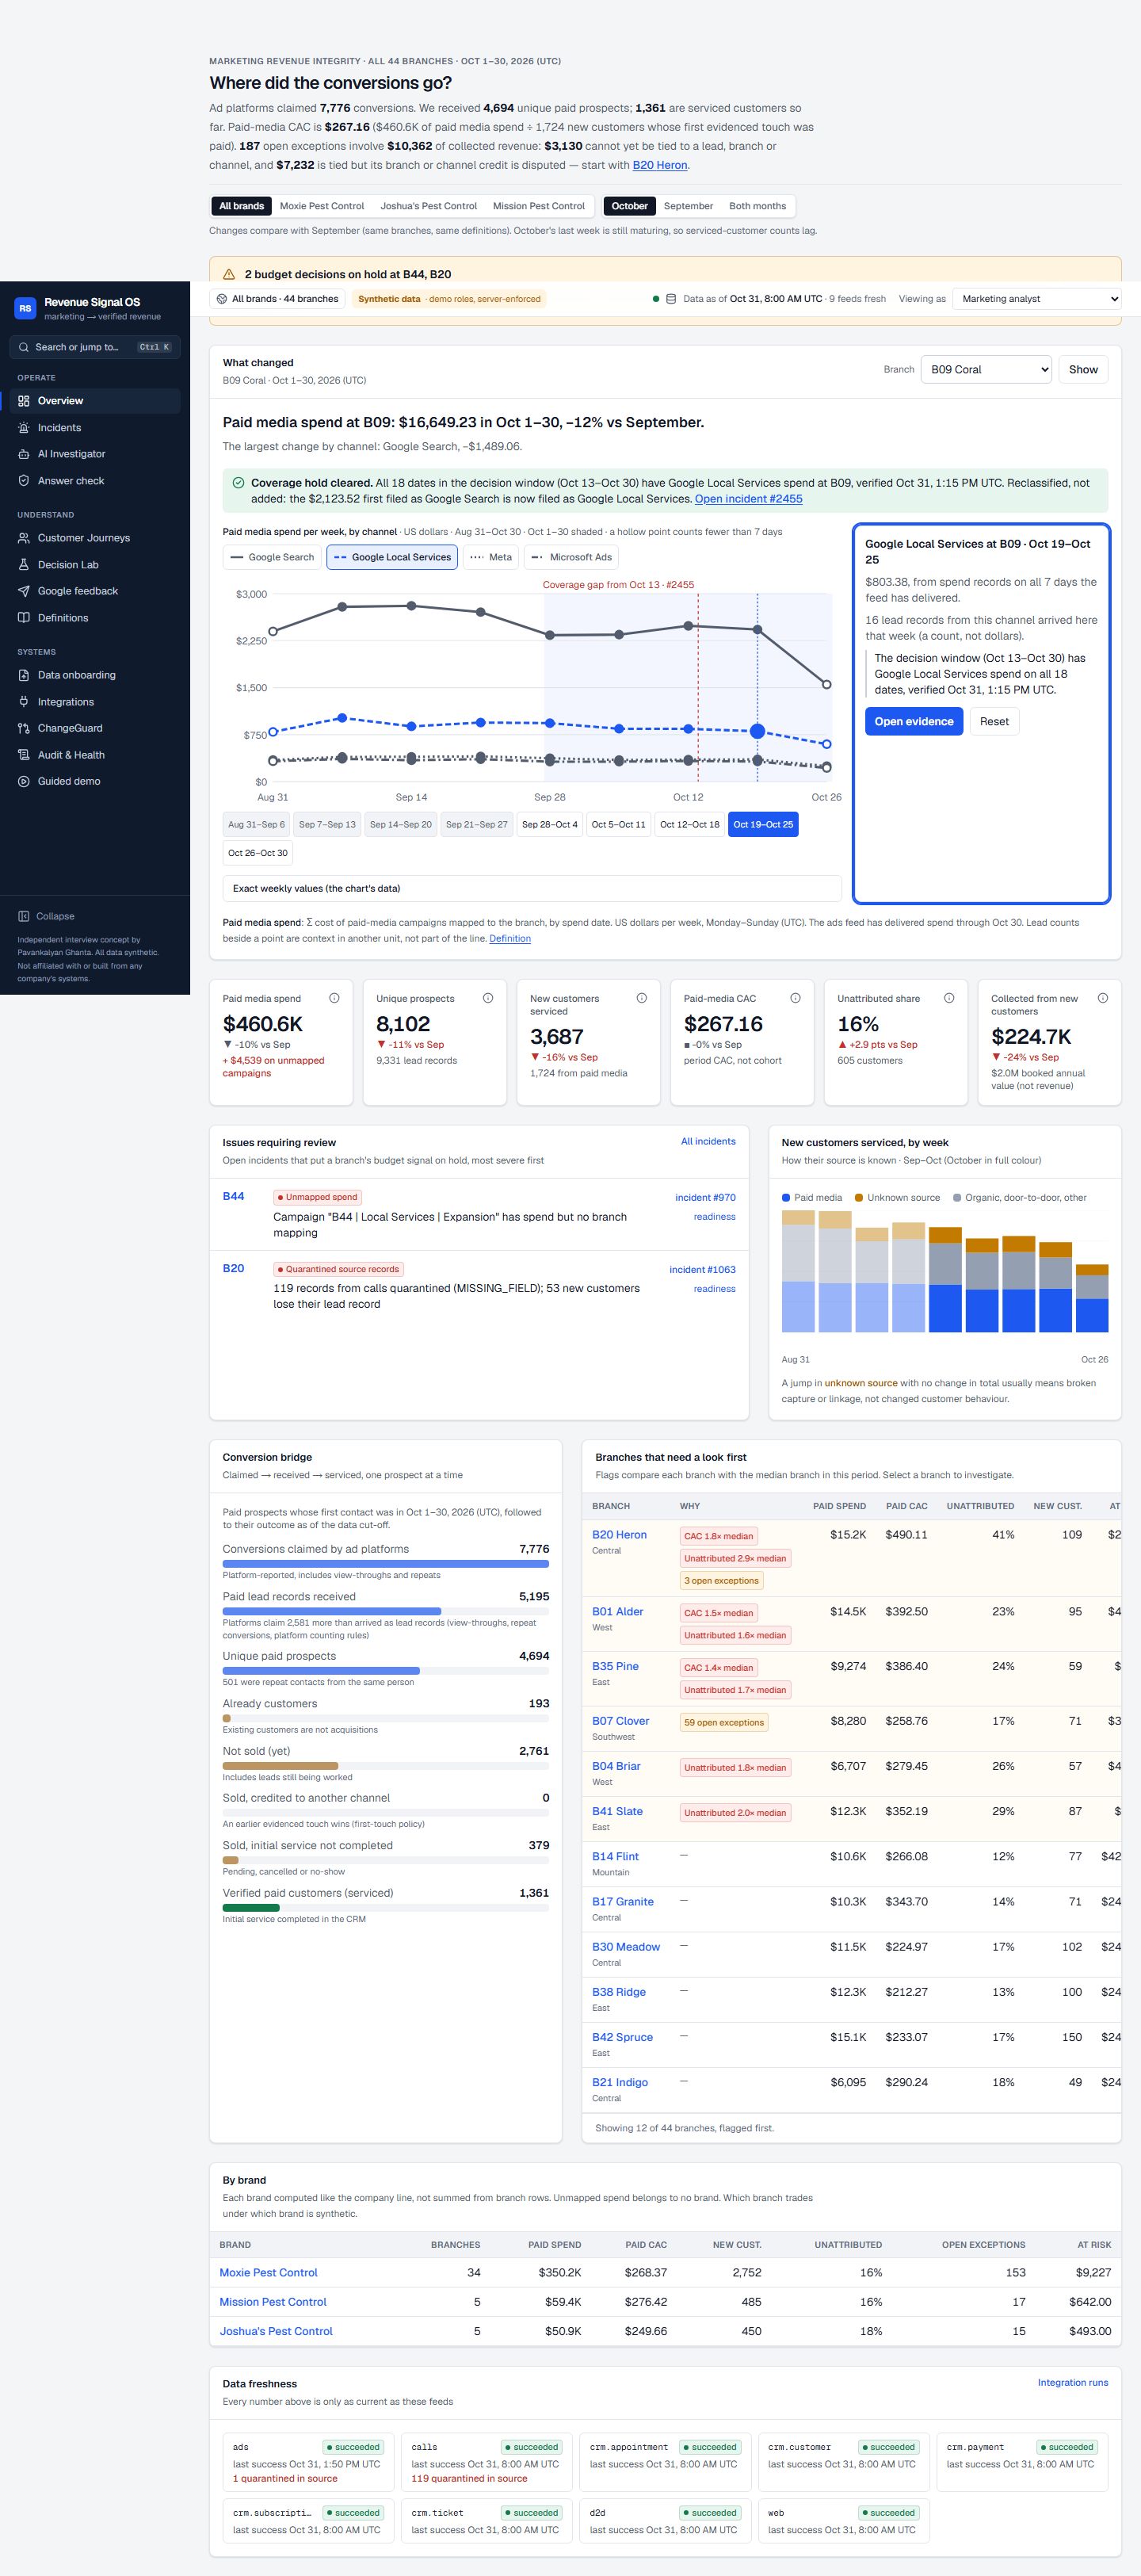 MARKETING REVENUE INTEGRITY · ALL 44 BRANCHES · OCT 1–30, 2026 (UTC)
Where did the conversions go?
Ad platforms claimed 7,776 conversions. We received 4,694 unique paid prospects; 1,361 are serviced customers so
far. Paid-media CAC is $267.16 ($460.6K of paid media spend ÷ 1,724 new customers whose first evidenced touch was
paid). 187 open exceptions involve $10,362 of collected revenue: $3,130 cannot yet be tied to a lead, branch or
channel, and $7,232 is tied but its branch or channel credit is disputed — start with B20 Heron.
All brands Moxie Pest Control Joshua's Pest Control Mission Pest Control October September Both months
Changes compare with September (same branches, same definitions). October's last week is still maturing, so serviced-customer counts lag.
2 budget decisions on hold at B44, B20
RS Revenue Signal OS
marketing → verified revenue
Search or jump to... Ctrl K
OPERATE
Overview
Incidents
AI Investigator
Answer check
UNDERSTAND
Customer Journeys
Decision Lab
Google feedback
Definitions
SYSTEMS
Data onboarding
Integrations
ChangeGuard
Audit & Health
Guided demo
Collapse
Independent interview concept by
Pavankalyan Ghanta. All data synthetic.
Not affiliated with or built from any
company's systems.
All brands · 44 branches Synthetic data · demo roles, server-enforced Data as of Oct 31, 8:00 AM UTC · 9 feeds fresh Viewing as Marketing analyst
What changed
B09 Coral · Oct 1–30, 2026 (UTC)
Branch B09 Coral Show
Paid media spend at B09: $16,649.23 in Oct 1–30, −12% vs September.
The largest change by channel: Google Search, −$1,489.06.
Coverage hold cleared. All 18 dates in the decision window (Oct 13–Oct 30) have Google Local Services spend at B09, verified Oct 31, 1:15 PM UTC. Reclassified, not
added: the $2,123.52 first filed as Google Search is now filed as Google Local Services. Open incident #2455
Paid media spend per week, by channel · US dollars · Aug 31–Oct 30 · Oct 1–30 shaded · a hollow point counts fewer than 7 days
Google Search Google Local Services Meta Microsoft Ads
Coverage gap from Oct 13 · #2455
$3,000
$2,250
$1,500
$750
$0
Aug 31 Sep 14 Sep 28 Oct 12 Oct 26
Aug 31–Sep 6 Sep 7–Sep 13 Sep 14–Sep 20 Sep 21–Sep 27 Sep 28–Oct 4 Oct 5–Oct 11 Oct 12–Oct 18 Oct 19–Oct 25
Oct 26–Oct 30
Exact weekly values (the chart's data)
Google Local Services at B09 · Oct 19–Oct
25
$803.38, from spend records on all 7 days the
feed has delivered.
16 lead records from this channel arrived here
that week (a count, not dollars).
The decision window (Oct 13–Oct 30) has
Google Local Services spend on all 18
dates, verified Oct 31, 1:15 PM UTC.
Open evidence Reset
Paid media spend: Σ cost of paid-media campaigns mapped to the branch, by spend date. US dollars per week, Monday–Sunday (UTC). The ads feed has delivered spend through Oct 30. Lead counts
beside a point are context in another unit, not part of the line. Definition
Paid media spend
$460.6K
▼ -10% vs Sep
+ $4,539 on unmapped
campaigns
Unique prospects
8,102
▼ -11% vs Sep
9,331 lead records
New customers
serviced
3,687
▼ -16% vs Sep
1,724 from paid media
Paid-media CAC
$267.16
■ -0% vs Sep
period CAC, not cohort
Unattributed share
16%
▲ +2.9 pts vs Sep
605 customers
Collected from new
customers
$224.7K
▼ -24% vs Sep
$2.0M booked annual
value (not revenue)
Issues requiring review
All incidents
Open incidents that put a branch's budget signal on hold, most severe first
B44 Unmapped spend incident #970
Campaign "B44 | Local Services | Expansion" has spend but no branch
mapping
readiness
B20 Quarantined source records incident #1063
119 records from calls quarantined (MISSING_FIELD); 53 new customers
lose their lead record
readiness
New customers serviced, by week
How their source is known · Sep–Oct (October in full colour)
Paid media Unknown source Organic, door-to-door, other
Aug 31 Oct 26
A jump in unknown source with no change in total usually means broken
capture or linkage, not changed customer behaviour.
Conversion bridge
Claimed → received → serviced, one prospect at a time
Paid prospects whose first contact was in Oct 1–30, 2026 (UTC), followed
to their outcome as of the data cut-off.
Conversions claimed by ad platforms 7,776
Platform-reported, includes view-throughs and repeats
Paid lead records received 5,195
Platforms claim 2,581 more than arrived as lead records (view-throughs, repeat
conversions, platform counting rules)
Unique paid prospects 4,694
501 were repeat contacts from the same person
Already customers 193
Existing customers are not acquisitions
Not sold (yet) 2,761
Includes leads still being worked
Sold, credited to another channel 0
An earlier evidenced touch wins (first-touch policy)
Sold, initial service not completed 379
Pending, cancelled or no-show
Verified paid customers (serviced) 1,361
Initial service completed in the CRM
Branches that need a look first
Flags compare each branch with the median branch in this period. Select a branch to investigate.
BRANCH WHY PAID SPEND PAID CAC UNATTRIBUTED NEW CUST. AT
B20 Heron CAC 1.8× median $15.2K $490.11 41% 109 $2
Central Unattributed 2.9× median
3 open exceptions
B01 Alder CAC 1.5× median $14.5K $392.50 23% 95 $4
West Unattributed 1.6× median
B35 Pine CAC 1.4× median $9,274 $386.40 24% 59 $
East Unattributed 1.7× median
B07 Clover 59 open exceptions $8,280 $258.76 17% 71 $3
Southwest
B04 Briar Unattributed 1.8× median $6,707 $279.45 26% 57 $4
West
B41 Slate Unattributed 2.0× median $12.3K $352.19 29% 87 $
East
B14 Flint — $10.6K $266.08 12% 77 $42
Mountain
B17 Granite — $10.3K $343.70 14% 71 $24
Central
B30 Meadow — $11.5K $224.97 17% 102 $24
Central
B38 Ridge — $12.3K $212.27 13% 100 $24
East
B42 Spruce — $15.1K $233.07 17% 150 $24
East
B21 Indigo — $6,095 $290.24 18% 49 $24
Central
Showing 12 of 44 branches, flagged first.
By brand
Each brand computed like the company line, not summed from branch rows. Unmapped spend belongs to no brand. Which branch trades
under which brand is synthetic.
BRAND BRANCHES PAID SPEND PAID CAC NEW CUST. UNATTRIBUTED OPEN EXCEPTIONS AT RISK
Moxie Pest Control 34 $350.2K $268.37 2,752 16% 153 $9,227
Mission Pest Control 5 $59.4K $276.42 485 16% 17 $642.00
Joshua's Pest Control 5 $50.9K $249.66 450 18% 15 $493.00
Data freshness
Integration runs
Every number above is only as current as these feeds
ads succeeded
last success Oct 31, 1:50 PM UTC
1 quarantined in source
calls succeeded
last success Oct 31, 8:00 AM UTC
119 quarantined in source
crm.appointment succeeded
last success Oct 31, 8:00 AM UTC
crm.customer succeeded
last success Oct 31, 8:00 AM UTC
crm.payment succeeded
last success Oct 31, 8:00 AM UTC
crm.subscripti… succeeded
last success Oct 31, 8:00 AM UTC
crm.ticket succeeded
last success Oct 31, 8:00 AM UTC
d2d succeeded
last success Oct 31, 8:00 AM UTC
web succeeded
last success Oct 31, 8:00 AM UTC